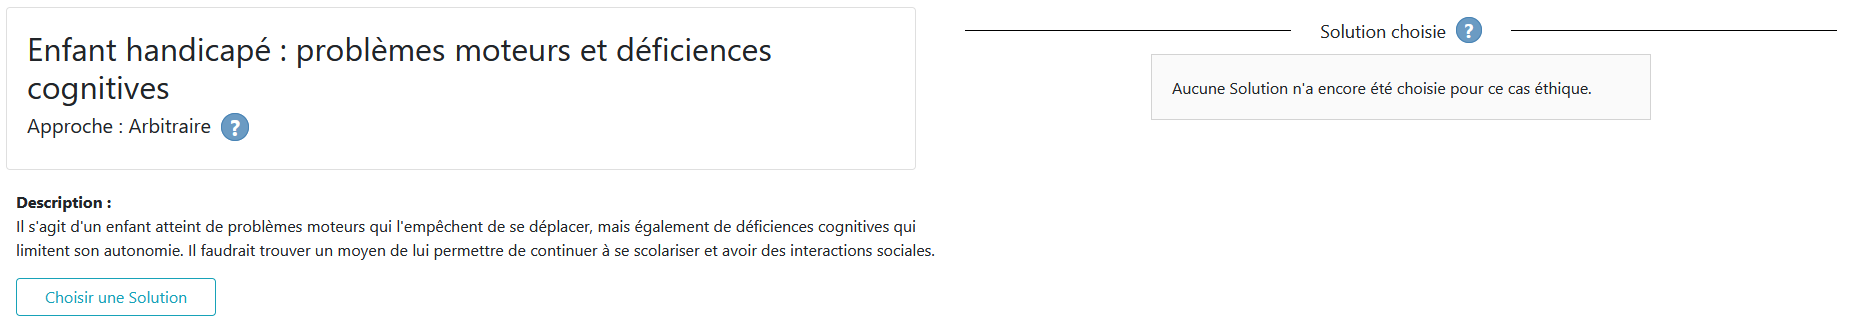 Enfant handicapé : problèmes moteurs et déficiences
cognitives
Approche : Arbitraire ?
Description :
Il s'agit d'un enfant atteint de problèmes moteurs qui l'empêchent de se déplacer, mais également de déficiences cognitives qui
limitent son autonomie. Il faudrait trouver un moyen de lui permettre de continuer à se scolariser et avoir des interactions sociales.
Choisir une Solution
Solution choisie ?
Aucune Solution n'a encore été choisie pour ce cas éthique.